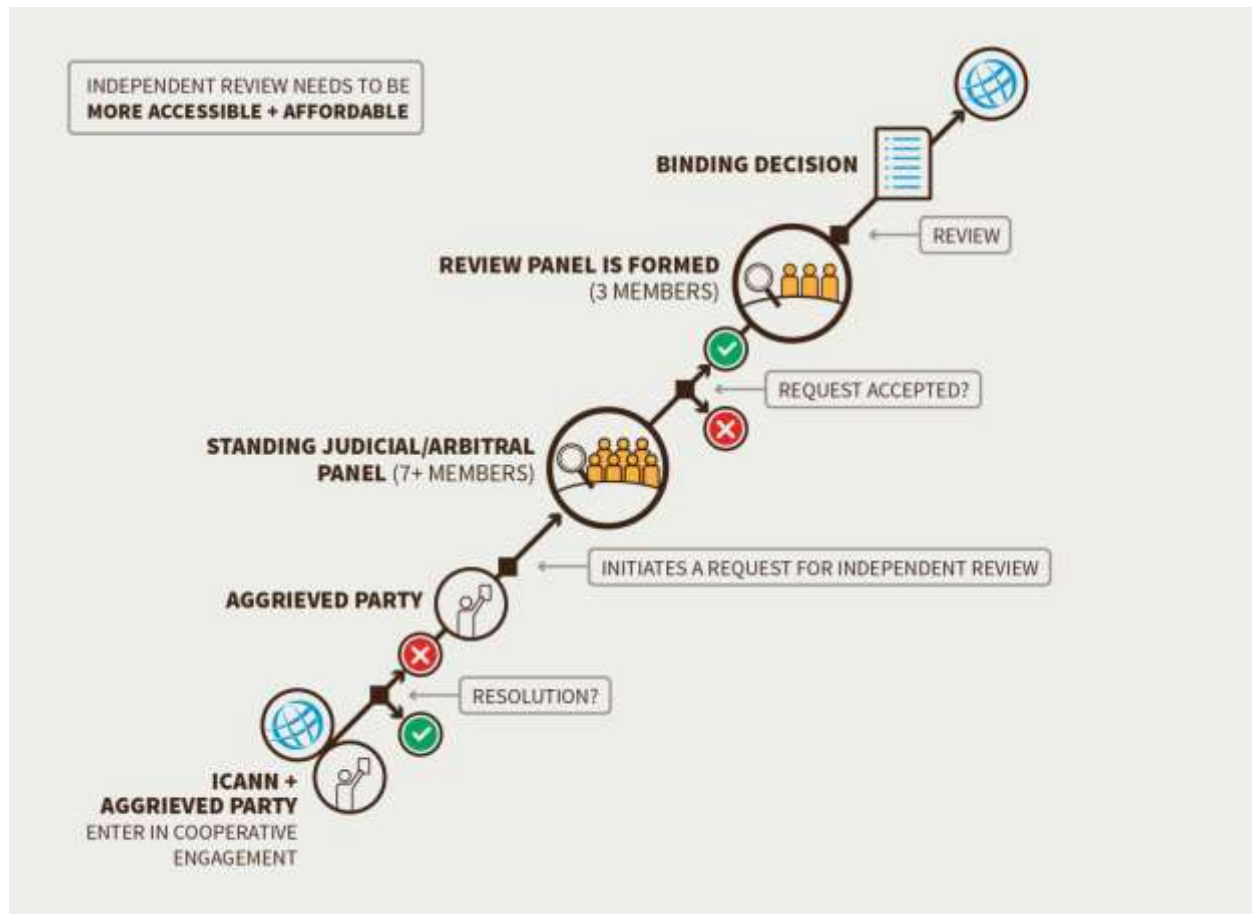 INDEPENDENT REVIEW NEEDS TO BE
MORE ACCESSIBLE + AFFORDABLE
BINDING DECISION
REVIEW
REVIEW PANEL IS FORMED
(3 MEMBERS)
REQUEST ACCEPTED?
STANDING JUDICIAL/ARBITRAL
PANEL (7+ MEMBERS)
INITIATES A REQUEST FOR INDEPENDENT REVIEW
AGGRIEVED PARTY
RESOLUTION?
ICANN +
AGGRIEVED PARTY
ENTER IN COOPERATIVE
ENGAGEMENT